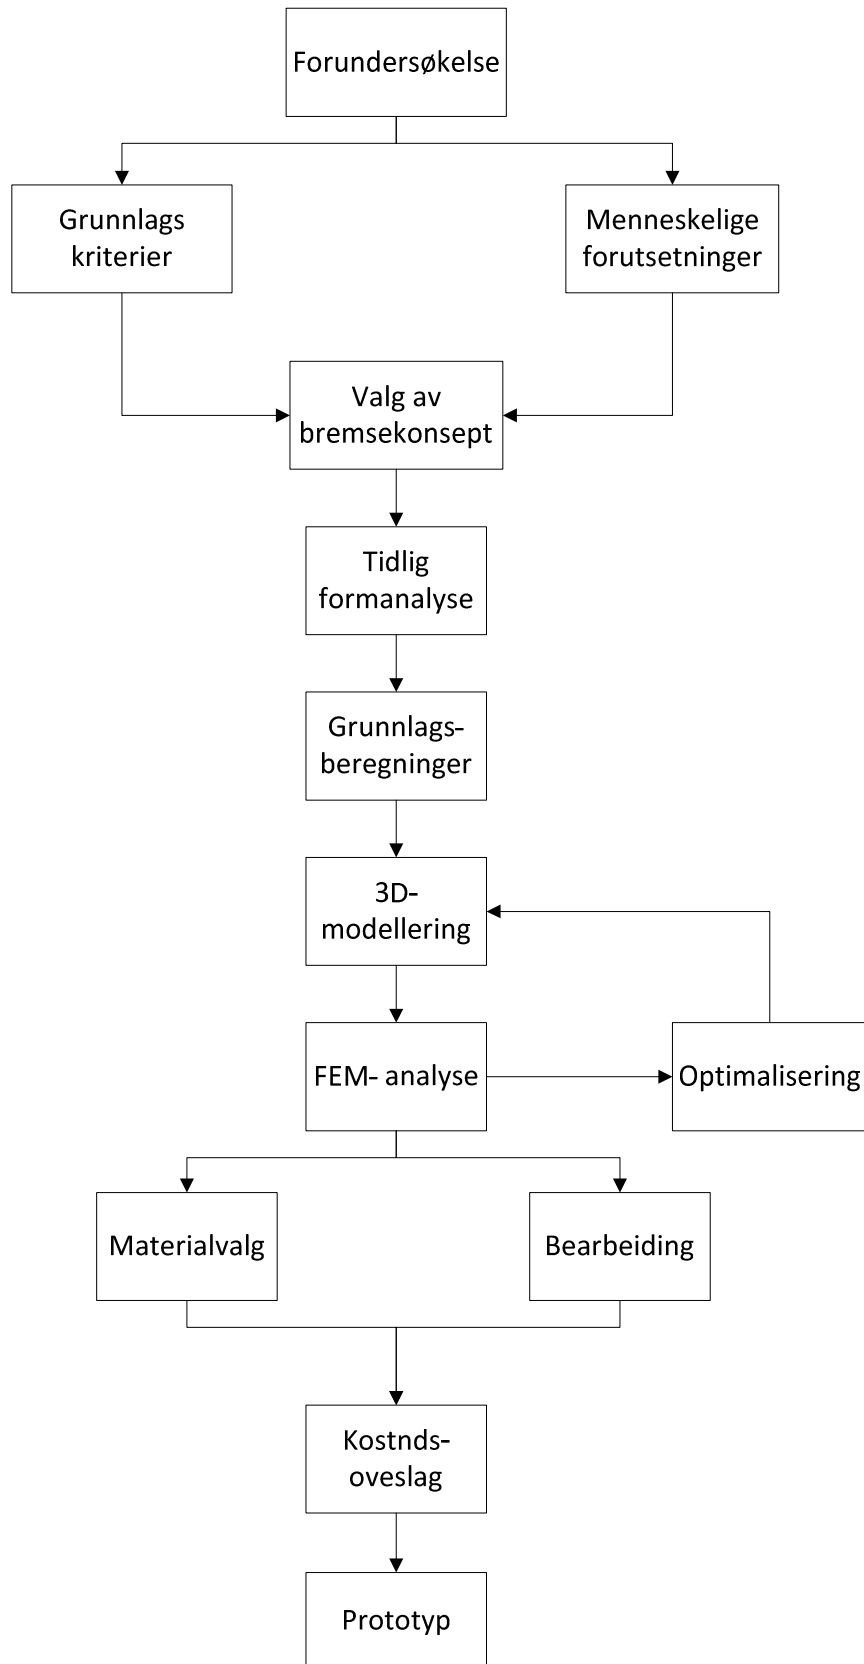 Forundersøkelse
Grunnlags
kriterier
Menneskelige
forutsetninger
Valg av
bremsekonsept
Tidlig
formanalyse
Grunnlags-
beregninger
3D-
modellering
FEM- analyse
Optimalisering
Materialvalg
Bearbeiding
Kostnds-
oveslag
Prototyp